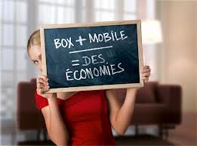 BOX + MOBILE
= DES
ÉCONOMIES